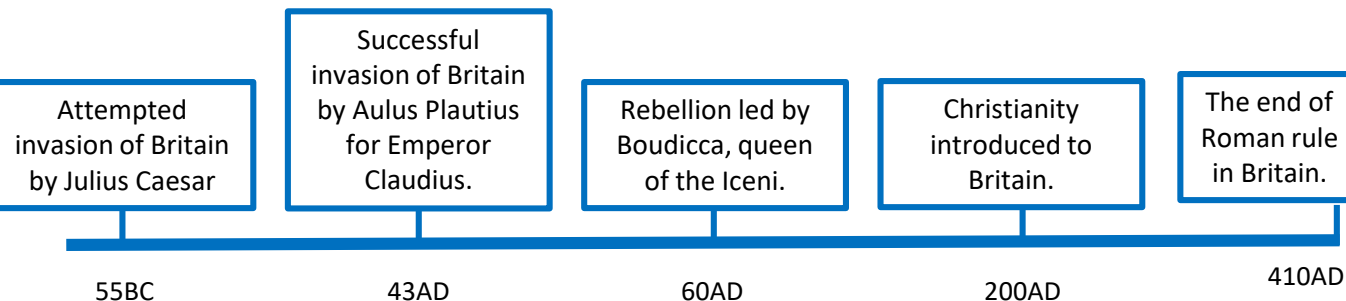 Attempted
invasion of Britain
by Julius Caesar
Successful
invasion of Britain
by Aulus Plautius
for Emperor
Claudius.
Rebellion led by
Boudicca, queen
of the Iceni.
Christianity
introduced to
Britain.
The end of
Roman rule
in Britain.
55BC
43AD
60AD
200AD
410AD